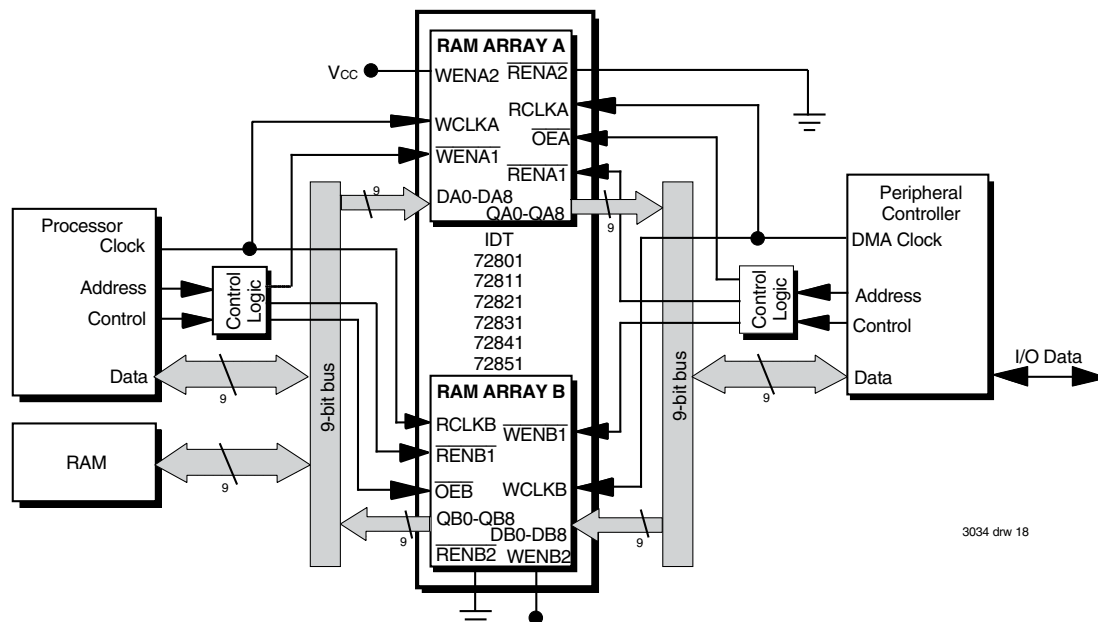 RAM ARRAY A
VCC
WENA2
RENA2
RCLKA
WCLKA
OEA
WENA1
RENA1
DA0-DA8
QA0-QA8
9
9
Processor
Clock
Address
Control
Data
9
Control
Logic
RAM
9
9-bit bus
IDT
72801
72811
72821
72831
72841
72851
RAM ARRAY B
RCLKB
WENB1
RENB1
OEB
WCLKB
QB0-QB8
DB0-DB8
9
9
RENB2
WENB2
9-bit bus
Control
Logic
9
Peripheral
Controller
DMA Clock
Address
Control
Data
I/O Data
3034 drw 18